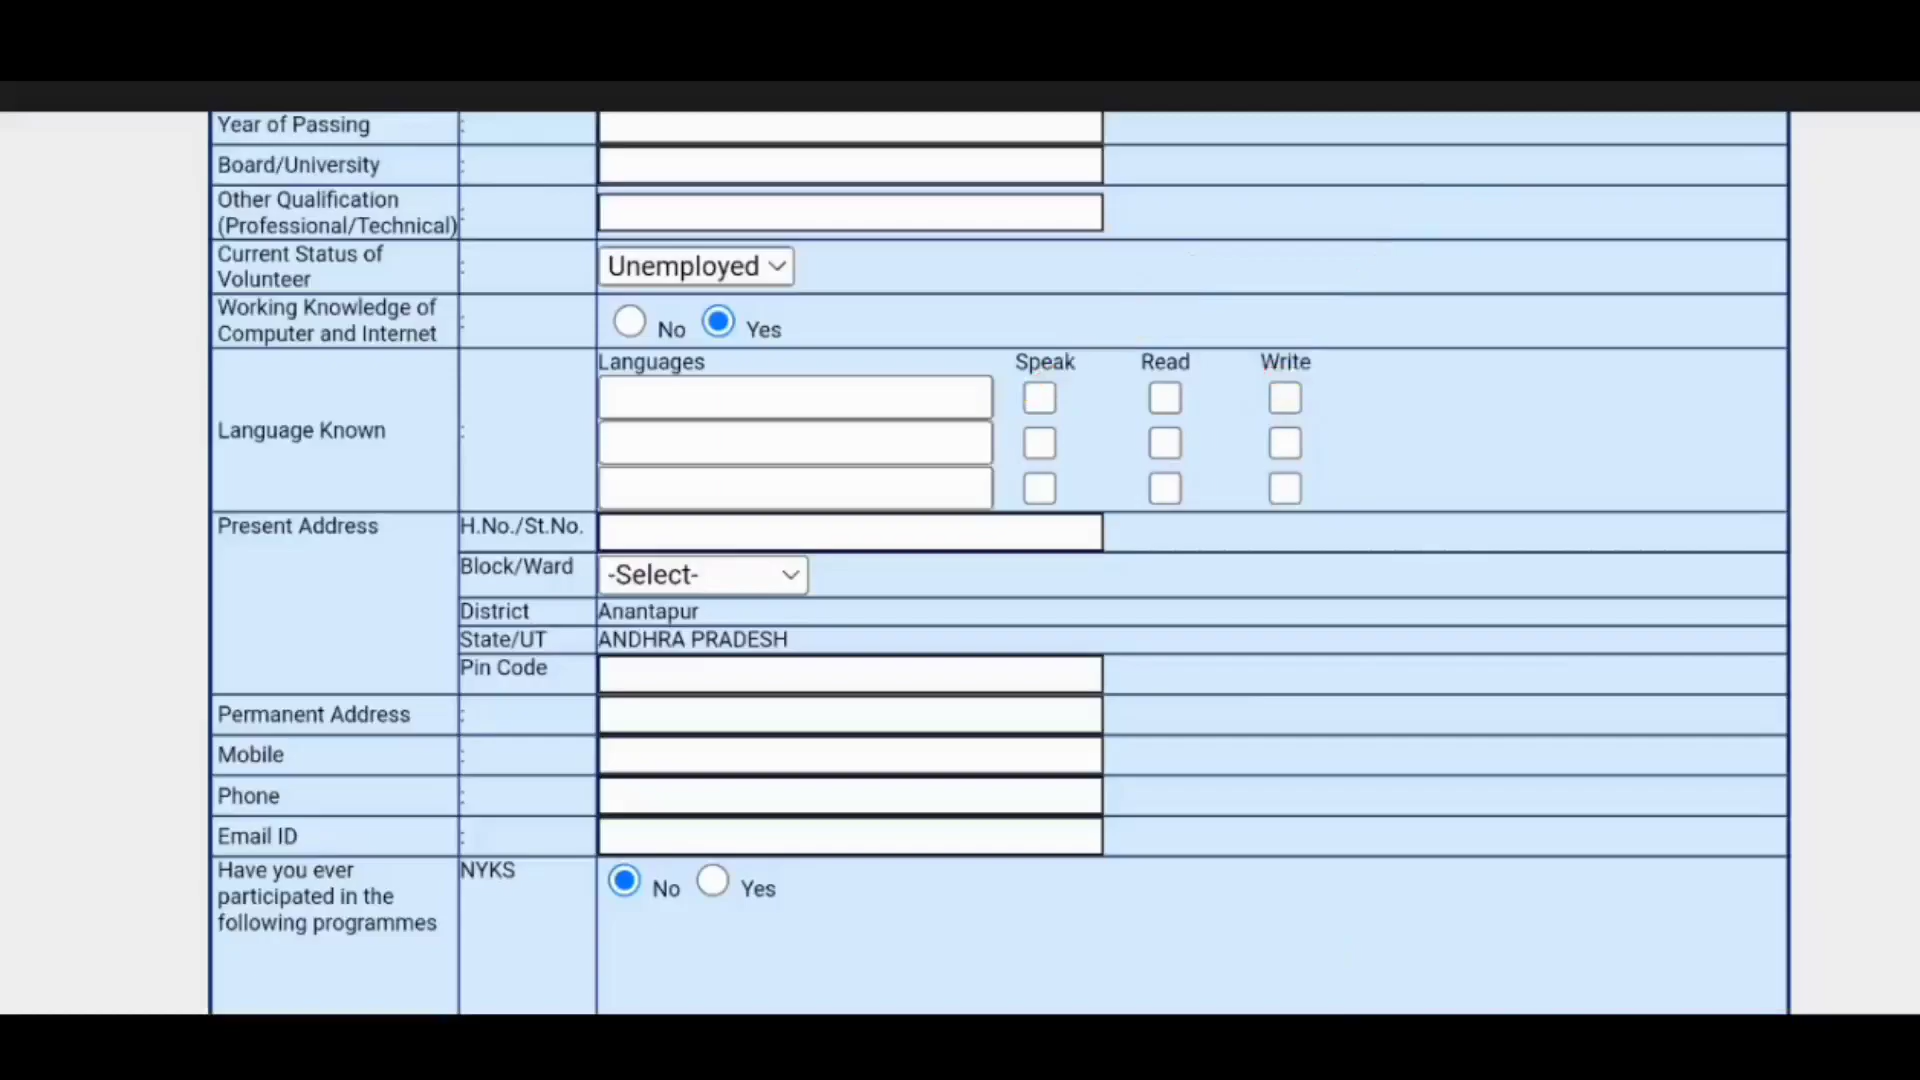 Year of Passing :
Board/University :
Other Qualification
(Professional/Technical) :
Current Status of
Volunteer : Unemployed
Working Knowledge of
Computer and Internet : No Yes
Languages Speak Read Write
Language Known :
Present Address H.No./St.No.
Block/Ward -Select-
District Anantapur
State/UT ANDHRA PRADESH
Pin Code
Permanent Address :
Mobile :
Phone :
Email ID :
Have you ever
participated in the
following programmes
NYKS No Yes